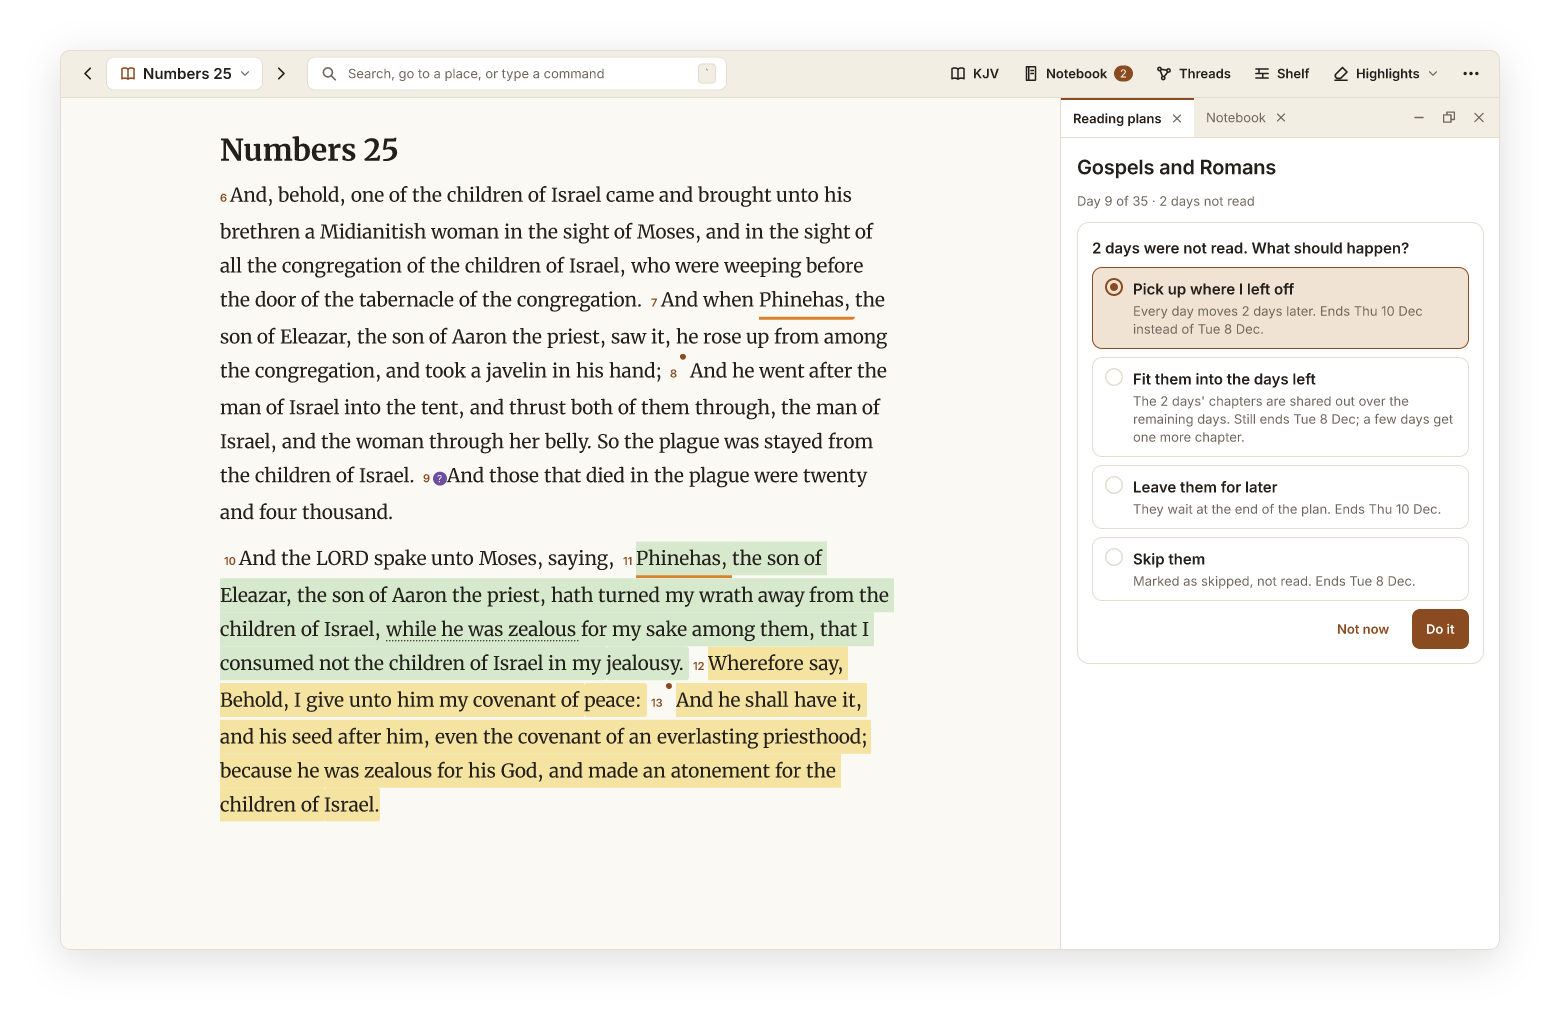 Numbers 25
Search, go to a place, or type a command
KJV
Notebook 2
Threads
Shelf
Highlights
Numbers 25
6 And, behold, one of the children of Israel came and brought unto his
brethren a Midianitish woman in the sight of Moses, and in the sight of
all the congregation of the children of Israel, who were weeping before
the door of the tabernacle of the congregation. 7 And when Phinehas, the
son of Eleazar, the son of Aaron the priest, saw it, he rose up from among
the congregation, and took a javelin in his hand; 8 And he went after the
man of Israel into the tent, and thrust both of them through, the man of
Israel, and the woman through her belly. So the plague was stayed from
the children of Israel. 9 ? And those that died in the plague were twenty
and four thousand.
10 And the LORD spake unto Moses, saying, 11 Phinehas, the son of
Eleazar, the son of Aaron the priest, hath turned my wrath away from the
children of Israel, while he was zealous for my sake among them, that I
consumed not the children of Israel in my jealousy. 12 Wherefore say,
Behold, I give unto him my covenant of peace: 13 And he shall have it,
and his seed after him, even the covenant of an everlasting priesthood;
because he was zealous for his God, and made an atonement for the
children of Israel.
Reading plans
Notebook
Gospels and Romans
Day 9 of 35 · 2 days not read
2 days were not read. What should happen?
Pick up where I left off
Every day moves 2 days later. Ends Thu 10 Dec
instead of Tue 8 Dec.
Fit them into the days left
The 2 days' chapters are shared out over the
remaining days. Still ends Tue 8 Dec; a few days get
one more chapter.
Leave them for later
They wait at the end of the plan. Ends Thu 10 Dec.
Skip them
Marked as skipped, not read. Ends Tue 8 Dec.
Not now
Do it